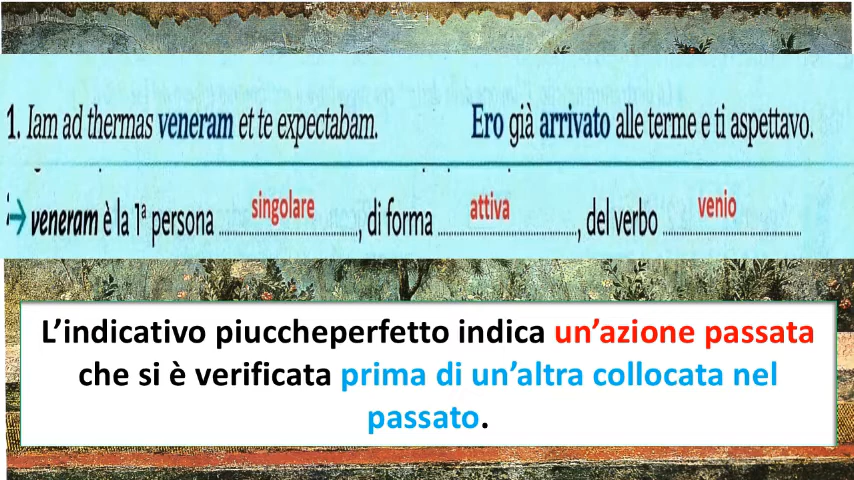 1. Iam ad thermas veneram et te expectabam. Ero già arrivato alle terme e ti aspettavo.
→ veneram è la 1ª persona singolare, di forma attiva, del verbo venio
L'indicativo piuccheperfetto indica un'azione passata
che si è verificata prima di un'altra collocata nel
passato.